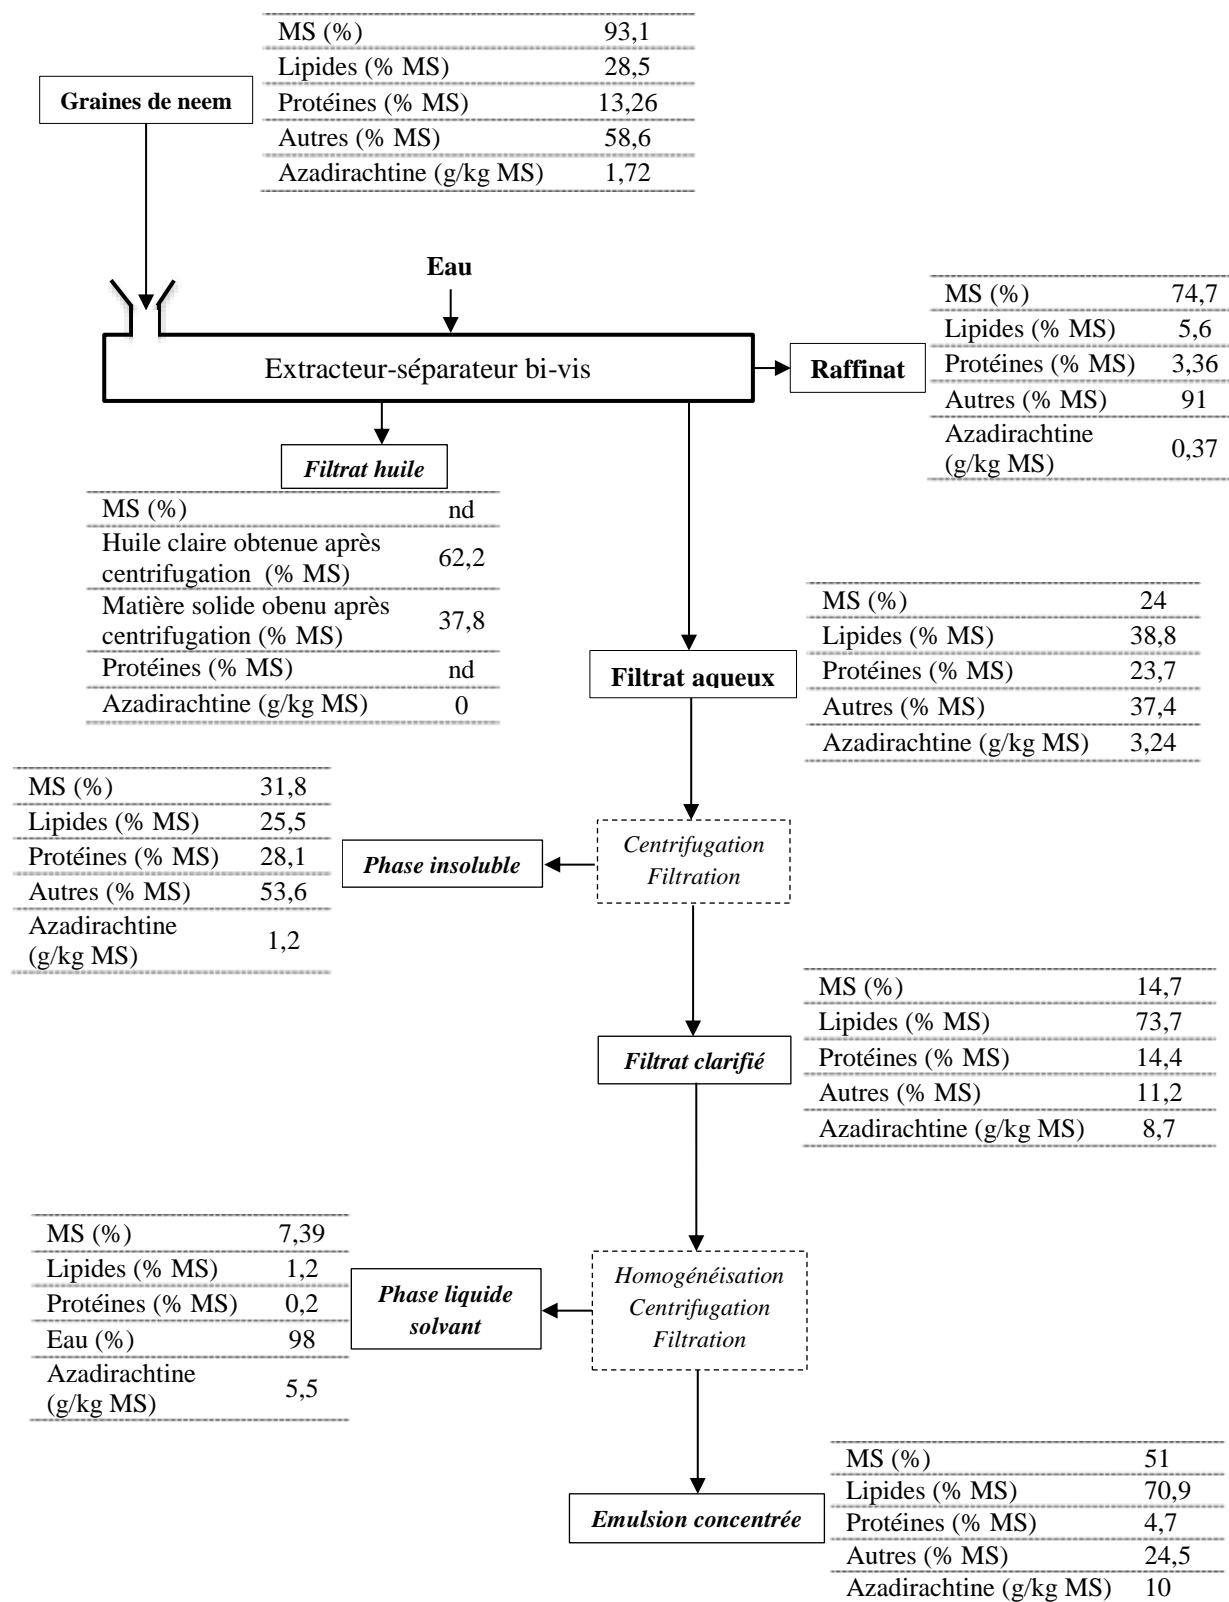 MS (%) 93,1
Lipides (% MS) 28,5
Graines de neem
Protéines (% MS) 13,26
Autres (% MS) 58,6
Azadirachtine (g/kg MS) 1,72
Eau
Extracteur-séparateur bi-vis
Raffinat
MS (%) 74,7
Lipides (% MS) 5,6
Protéines (% MS) 3,36
Autres (% MS) 91
Azadirachtine
(g/kg MS) 0,37
Filtrat huile
MS (%) nd
Huile claire obtenue après
centrifugation (% MS) 62,2
Matière solide obenu après
centrifugation (% MS) 37,8
Protéines (% MS) nd
Azadirachtine (g/kg MS) 0
Filtrat aqueux
MS (%) 24
Lipides (% MS) 38,8
Protéines (% MS) 23,7
Autres (% MS) 37,4
Azadirachtine (g/kg MS) 3,24
MS (%) 31,8
Lipides (% MS) 25,5
Protéines (% MS) 28,1
Autres (% MS) 53,6
Azadirachtine
(g/kg MS) 1,2
Phase insoluble
Centrifugation
Filtration
Filtrat clarifié
MS (%) 14,7
Lipides (% MS) 73,7
Protéines (% MS) 14,4
Autres (% MS) 11,2
Azadirachtine (g/kg MS) 8,7
MS (%) 7,39
Lipides (% MS) 1,2
Protéines (% MS) 0,2
Eau (%) 98
Azadirachtine
(g/kg MS) 5,5
Phase liquide
solvant
Homogénéisation
Centrifugation
Filtration
Emulsion concentrée
MS (%) 51
Lipides (% MS) 70,9
Protéines (% MS) 4,7
Autres (% MS) 24,5
Azadirachtine (g/kg MS) 10